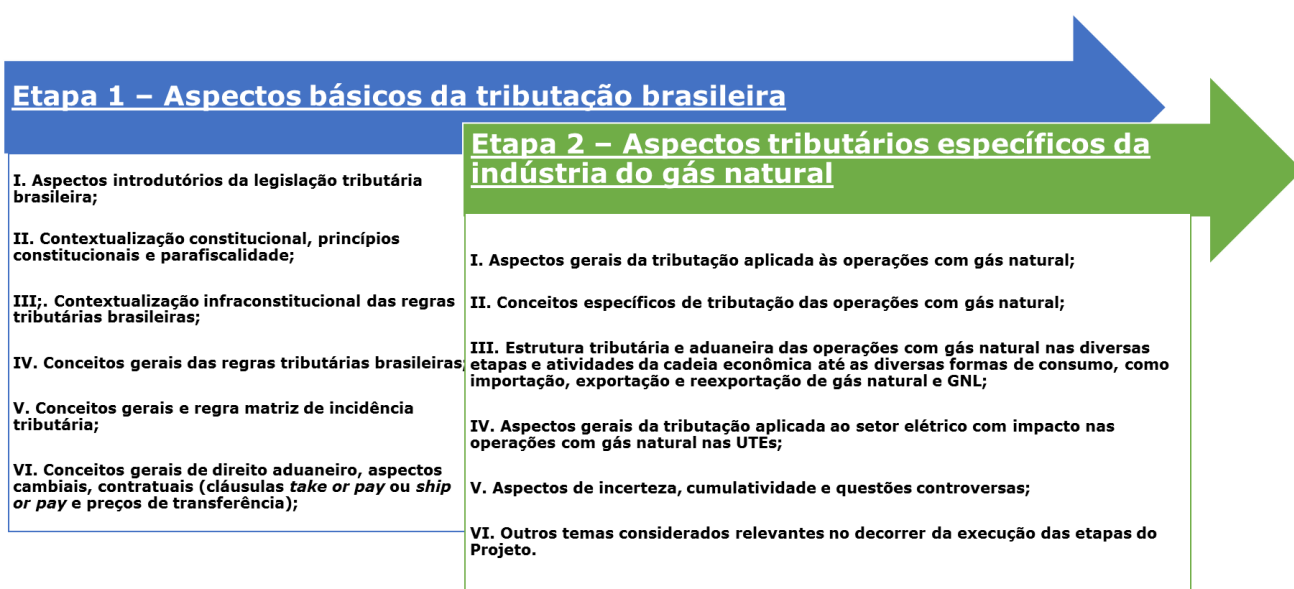 Etapa 1 – Aspectos básicos da tributação brasileira
I. Aspectos introdutórios da legislação tributária
brasileira;
II. Contextualização constitucional, princípios
constitucionais e parafiscalidade;
III;. Contextualização infraconstitucional das regras
tributárias brasileiras;
IV. Conceitos gerais das regras tributárias brasileiras;
V. Conceitos gerais e regra matriz de incidência
tributária;
VI. Conceitos gerais de direito aduaneiro, aspectos
cambiais, contratuais (cláusulas take or pay ou ship
or pay e preços de transferência);
Etapa 2 – Aspectos tributários específicos da
indústria do gás natural
I. Aspectos gerais da tributação aplicada às operações com gás natural;
II. Conceitos específicos de tributação das operações com gás natural;
III. Estrutura tributária e aduaneira das operações com gás natural nas diversas
etapas e atividades da cadeia econômica até as diversas formas de consumo, como
importação, exportação e reexportação de gás natural e GNL;
IV. Aspectos gerais da tributação aplicada ao setor elétrico com impacto nas
operações com gás natural nas UTEs;
V. Aspectos de incerteza, cumulatividade e questões controversas;
VI. Outros temas considerados relevantes no decorrer da execução das etapas do
Projeto.